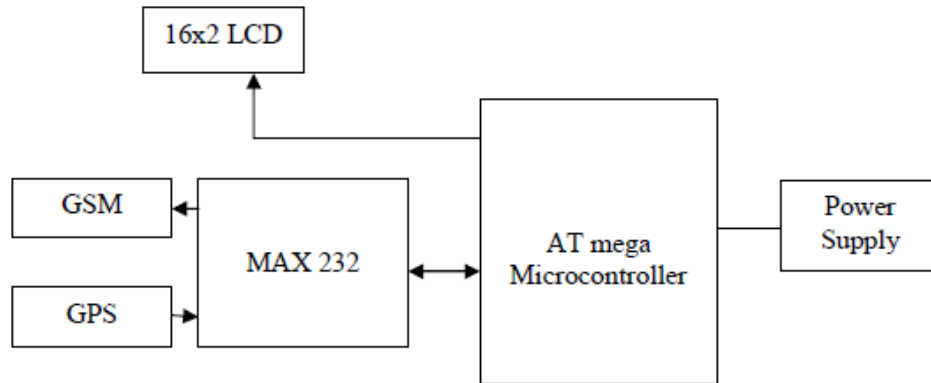 16x2 LCD
GSM
MAX 232
GPS
AT mega
Microcontroller
Power
Supply